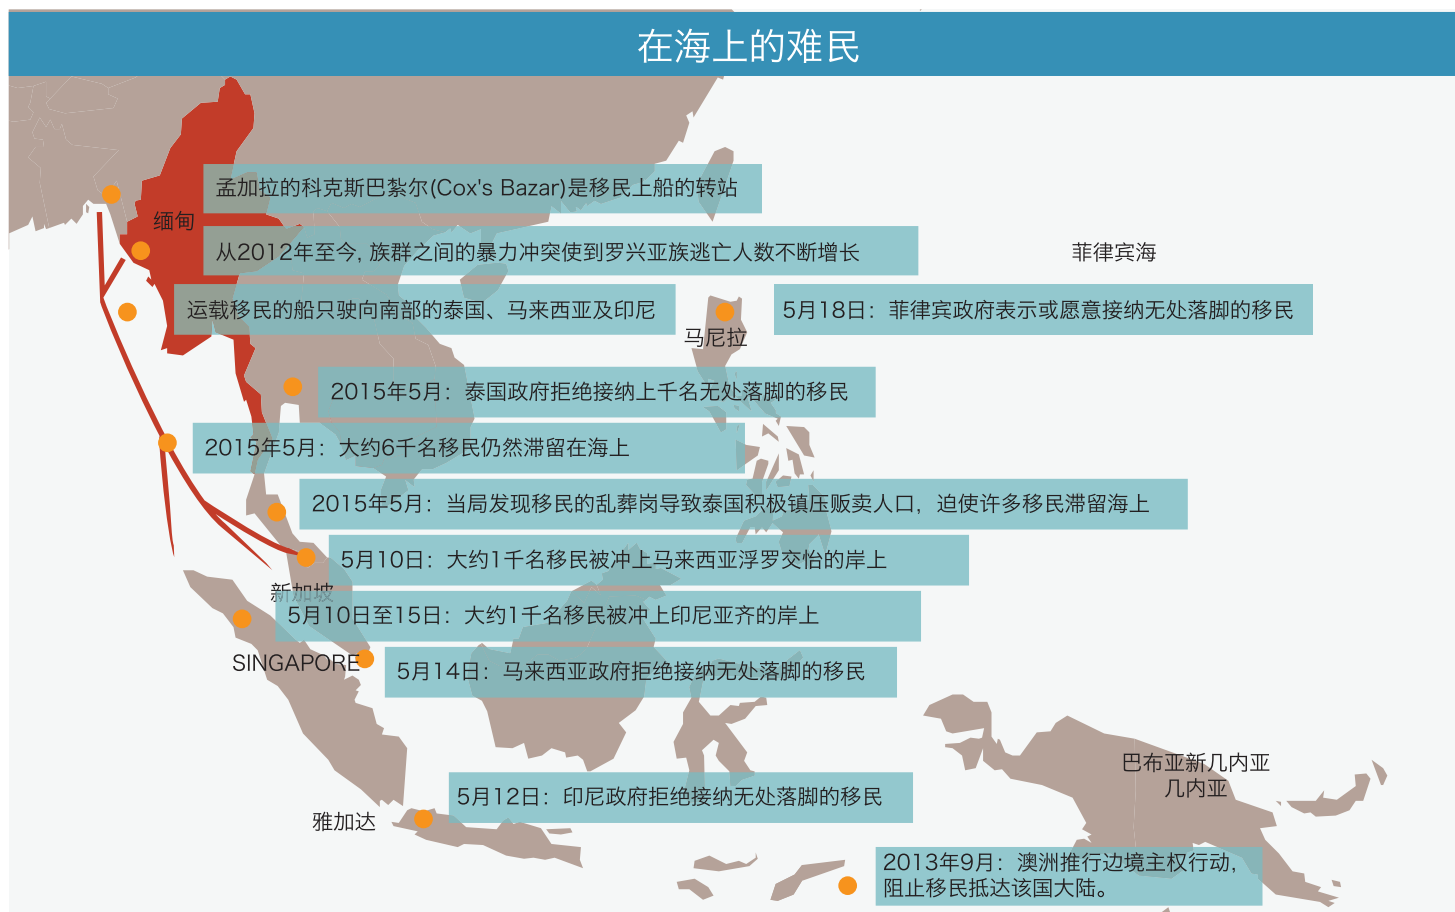 在海上的难民
孟加拉的科克斯巴紮尔(Cox's Bazar)是移民上船的转站
缅甸
从2012年至今, 族群之间的暴力冲突使到罗兴亚族逃亡人数不断增长
菲律宾海
运载移民的船只驶向南部的泰国、马来西亚及印尼
5月18日：菲律宾政府表示或愿意接纳无处落脚的移民
马尼拉
2015年5月：泰国政府拒绝接纳上千名无处落脚的移民
2015年5月：大约6千名移民仍然滞留在海上
2015年5月：当局发现移民的乱葬岗导致泰国积极镇压贩卖人口，迫使许多移民滞留海上
5月10日：大约1千名移民被冲上马来西亚浮罗交怡的岸上
新加坡
5月10日至15日：大约1千名移民被冲上印尼亚齐的岸上
SINGAPORE
5月14日：马来西亚政府拒绝接纳无处落脚的移民
巴布亚新几内亚
几内亚
5月12日：印尼政府拒绝接纳无处落脚的移民
雅加达
2013年9月：澳洲推行边境主权行动，
阻止移民抵达该国大陆。